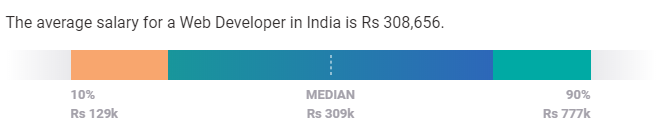 The average salary for a Web Developer in India is Rs 308,656.
10% MEDIAN 90%
Rs 129k Rs 309k Rs 777k